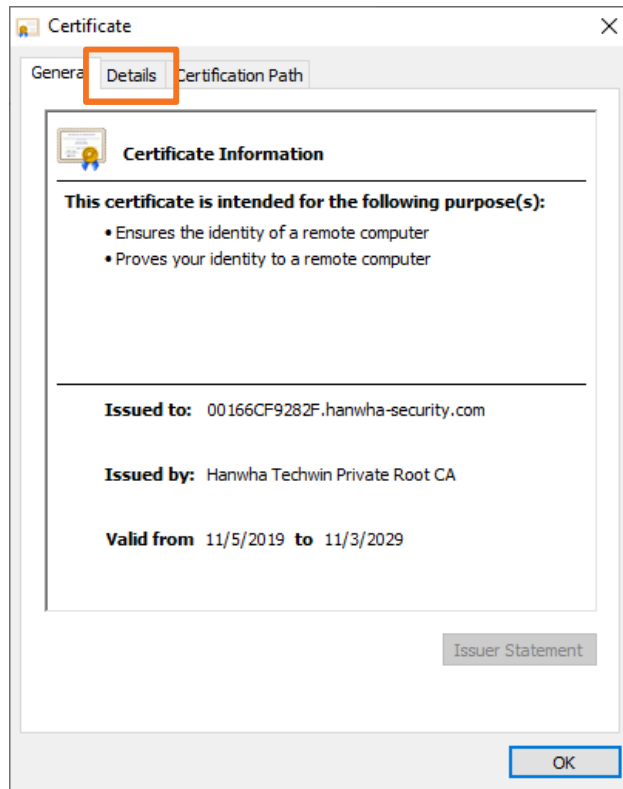 Certificate
General Details Certification Path
Certificate Information
This certificate is intended for the following purpose(s):
• Ensures the identity of a remote computer
• Proves your identity to a remote computer
Issued to: 00166CF9282F.hanwha-security.com
Issued by: Hanwha Techwin Private Root CA
Valid from 11/5/2019 to 11/3/2029
Issuer Statement
OK